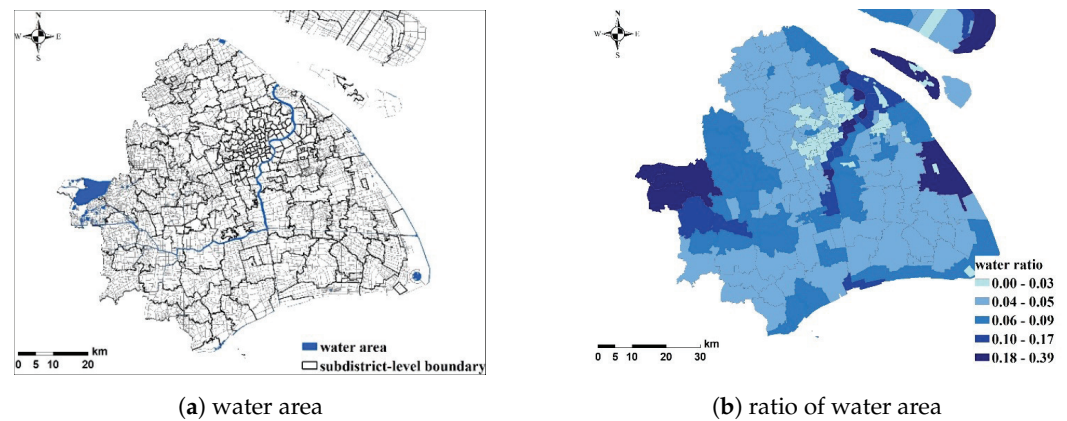 N
W E
S
km
0 5 10 20
water area
subdistrict-level boundary
(a) water area
N
W E
S
water ratio
0.00 - 0.03
0.04 - 0.05
0.06 - 0.09
0.10 - 0.17
0.18 - 0.39
km
0 5 10 20 30
(b) ratio of water area